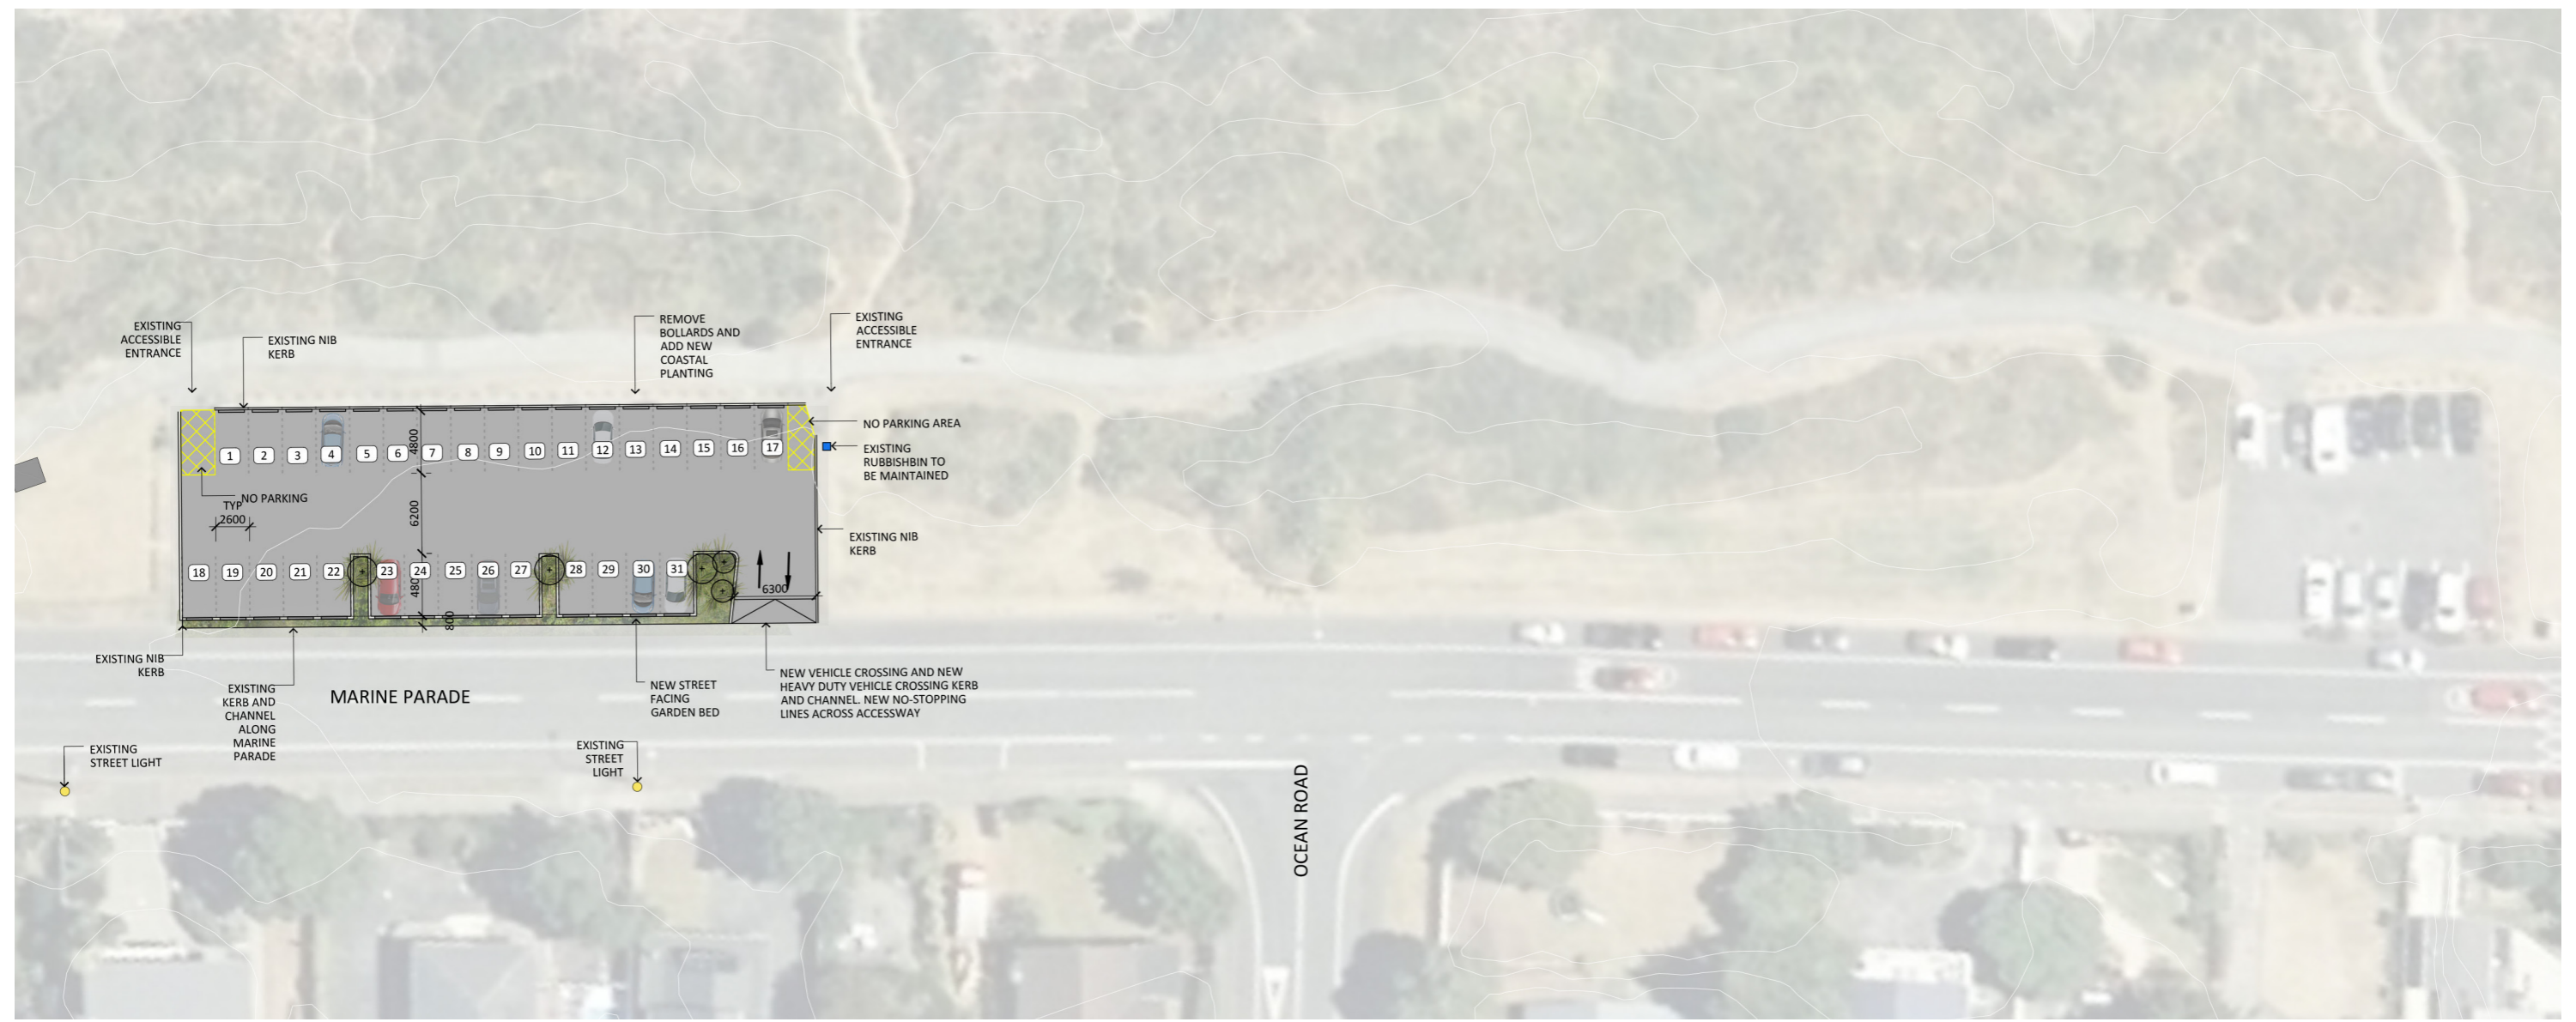 EXISTING
ACCESSIBLE
ENTRANCE
EXISTING NIB
KERB
REMOVE
BOLLARDS AND
ADD NEW
COASTAL
PLANTING
EXISTING
ACCESSIBLE
ENTRANCE
NO PARKING AREA
EXISTING
RUBBISHBIN TO
BE MAINTAINED
1 2 3 4 5 6 7 8 9 10 11 12 13 14 15 16 17
4800
NO PARKING
TYP
2600
6200
EXISTING NIB
KERB
18 19 20 21 22 23 24 25 26 27 28 29 30 31
480
6300
800
EXISTING NIB
KERB
EXISTING
KERB AND
CHANNEL
ALONG
MARINE
PARADE
MARINE PARADE
NEW STREET
FACING
GARDEN BED
NEW VEHICLE CROSSING AND NEW
HEAVY DUTY VEHICLE CROSSING KERB
AND CHANNEL. NEW NO-STOPPING
LINES ACROSS ACCESSWAY
EXISTING
STREET LIGHT
EXISTING
STREET
LIGHT
OCEAN ROAD